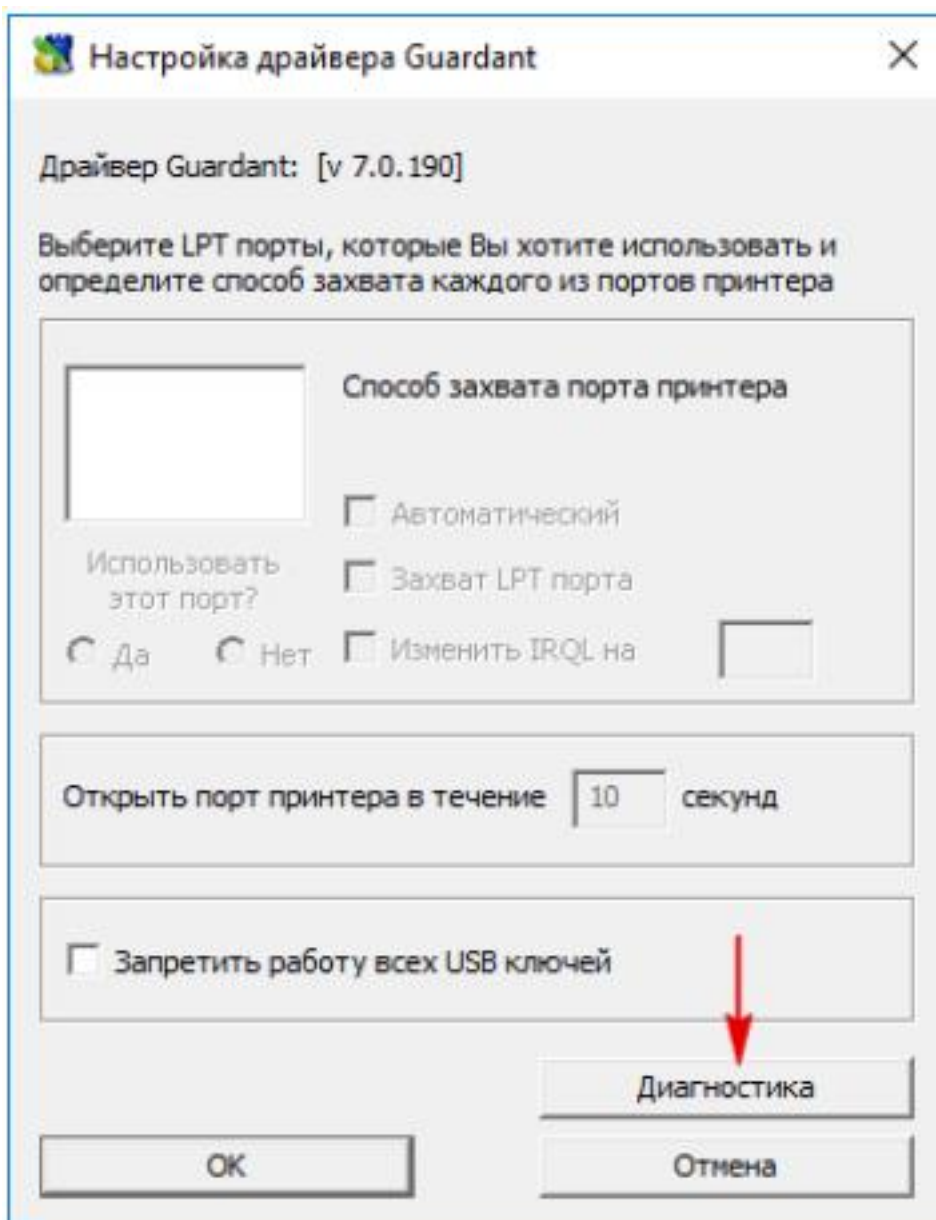 Настройка драйвера Guardant
Драйвер Guardant: [v 7.0.190]
Выберите LPT порты, которые Вы хотите использовать и
определите способ захвата каждого из портов принтера
Способ захвата порта принтера
Автоматический
Использовать
этот порт?
Захват LPT порта
Да Нет Изменить IRQL на
Открыть порт принтера в течение 10 секунд
Запретить работу всех USB ключей
Диагностика
OK Отмена